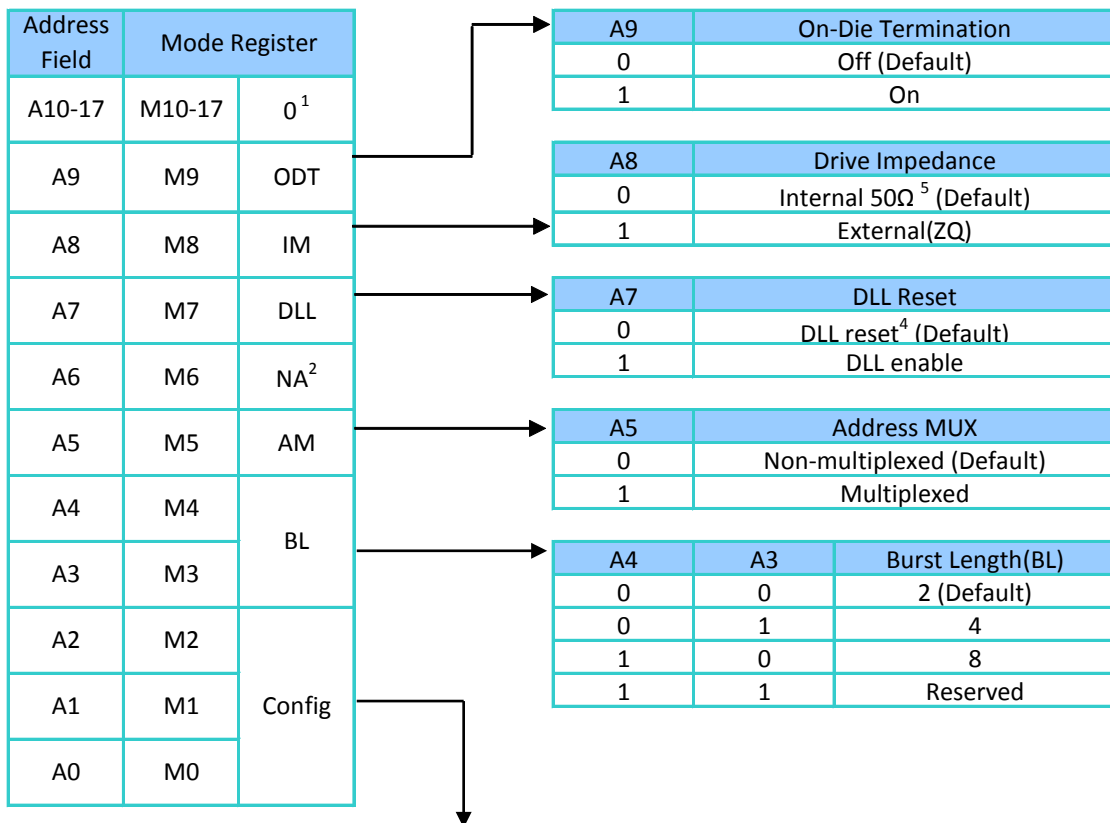 Address Field Mode Register
A10-17 M10-17 0¹
A9 M9 ODT
A8 M8 IM
A7 M7 DLL
A6 M6 NA²
A5 M5 AM
A4 M4 BL
A3 M3
A2 M2 Config
A1 M1
A0 M0
A9 On-Die Termination
0 Off (Default)
1 On
A8 Drive Impedance
0 Internal 50Ω ⁵ (Default)
1 External(ZQ)
A7 DLL Reset
0 DLL reset⁴ (Default)
1 DLL enable
A5 Address MUX
0 Non-multiplexed (Default)
1 Multiplexed
A4 A3 Burst Length(BL)
0 0 2 (Default)
0 1 4
1 0 8
1 1 Reserved